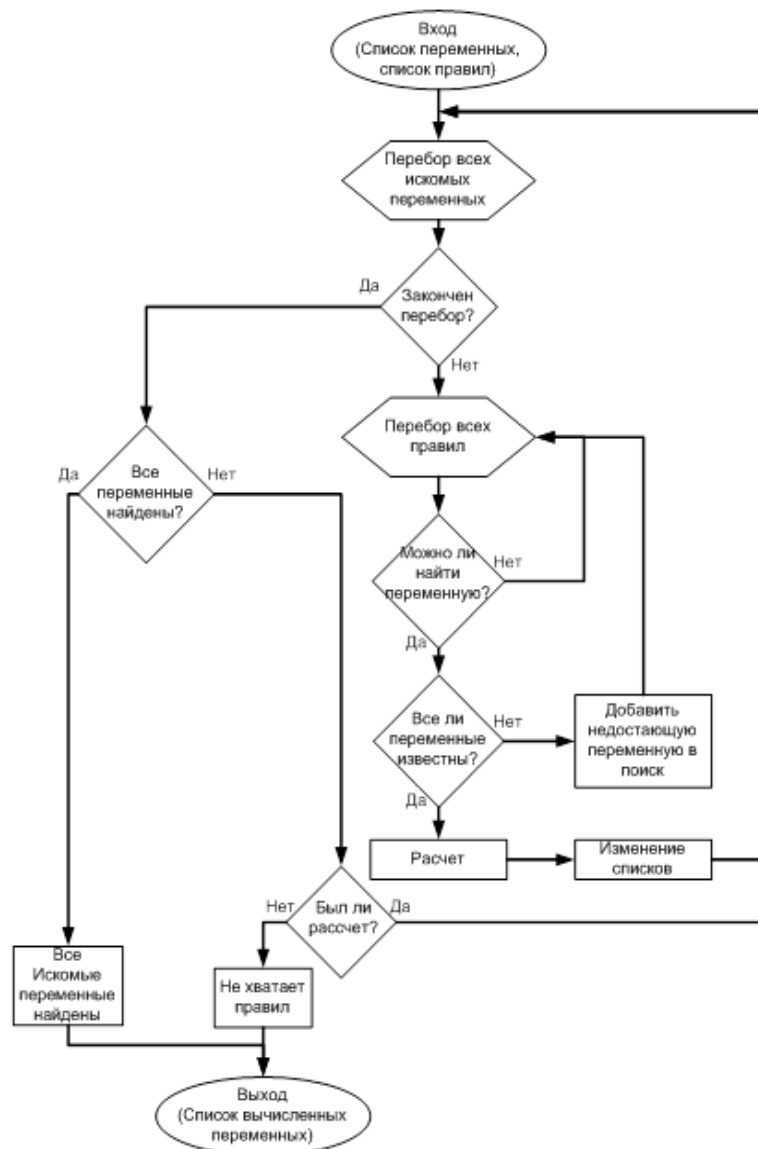 Вход
(Список переменных,
список правил)
Перебор всех
искомых
переменных
Да
Закончен
перебор?
Нет
Перебор всех
правил
Да
Все
переменные
найдены?
Нет
Можно ли
найти
переменную?
Нет
Да
Все ли
переменные
известны?
Нет
Добавить
недостающую
переменную в
поиск
Да
Расчет
Изменение
списков
Нет
Был ли
рассчет?
Да
Все
Искомые
переменные
найдены
Не хватает
правил
Выход
(Список вычисленных
переменных)